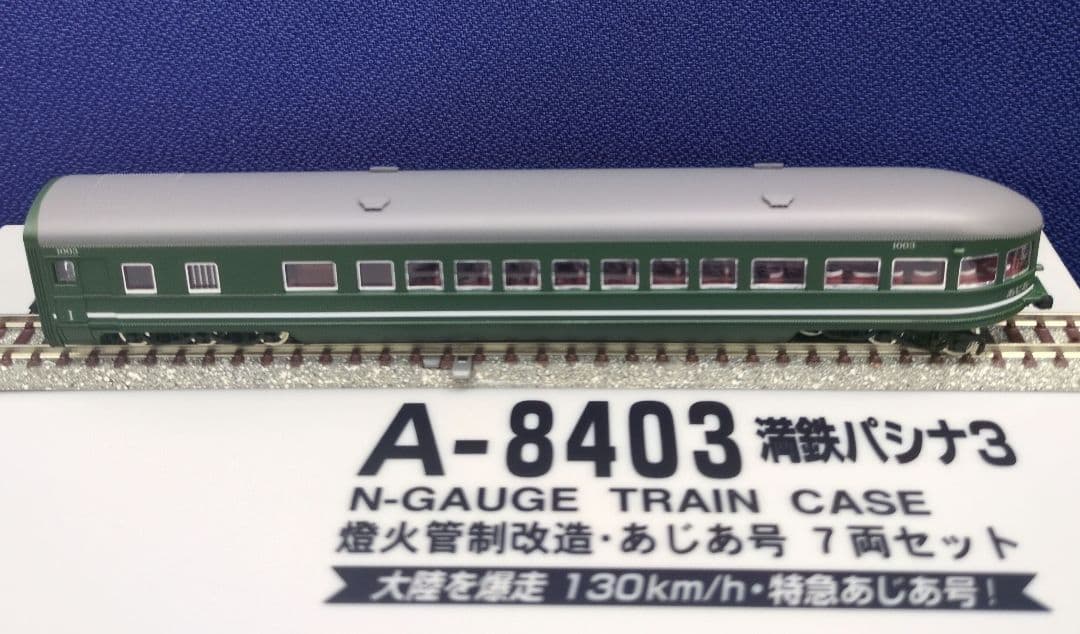 1003
1003
1
A-8403 満鉄パシナ3
N-GAUGE TRAIN CASE
燈火管制改造・あじあ号 7両セット
大陸を爆走 130km/h・特急あじあ号!